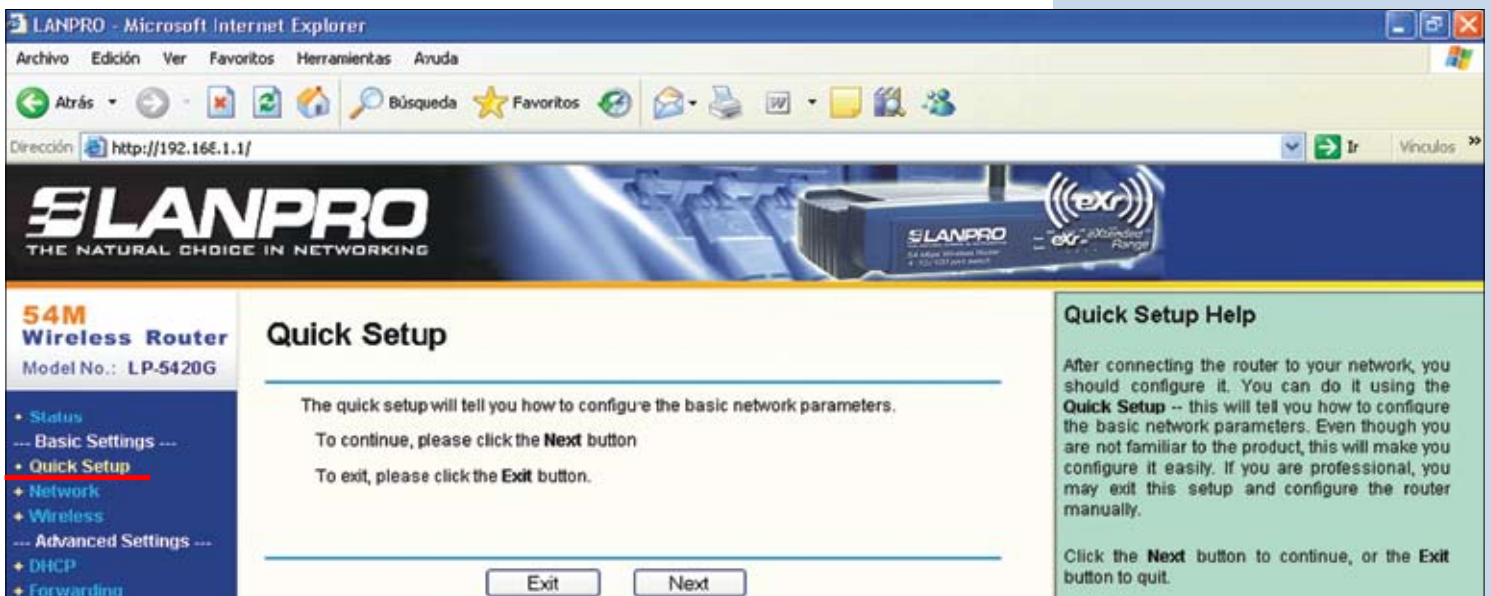 LANPRO - Microsoft Internet Explorer
Archivo Edición Ver Favoritos Herramientas Ayuda
Atrás Búsqueda Favoritos
Dirección http://192.168.1.1/ Ir Vínculos »
LANPRO
THE NATURAL CHOICE IN NETWORKING
LANPRO
54 Mbps Wireless Router
(((eXr)))
eXr - "eXtended Range"
54M
Wireless Router
Model No.: LP-5420G
• Status
--- Basic Settings ---
• Quick Setup
+ Network
+ Wireless
--- Advanced Settings ---
+ DHCP
+ Forwarding
Quick Setup
The quick setup will tell you how to configure the basic network parameters.
To continue, please click the Next button
To exit, please click the Exit button.
Exit Next
Quick Setup Help
After connecting the router to your network, you
should configure it. You can do it using the
Quick Setup -- this will tell you how to configure
the basic network parameters. Even though you
are not familiar to the product, this will make you
configure it easily. If you are professional, you
may exit this setup and configure the router
manually.
Click the Next button to continue, or the Exit
button to quit.